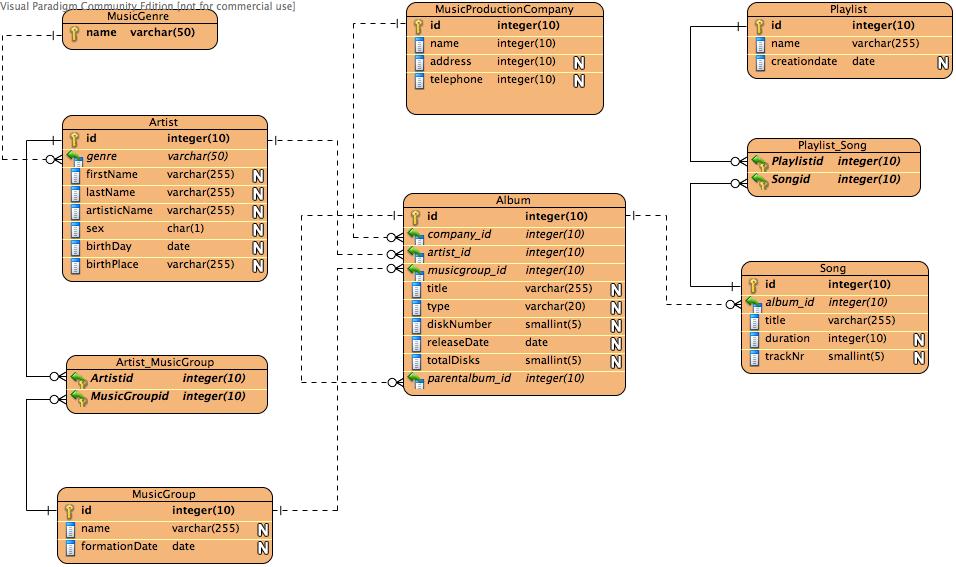 Visual Paradigm Community Edition [not for commercial use]
MusicGenre
name varchar(50)
MusicProductionCompany
id integer(10)
name integer(10)
address integer(10) N
telephone integer(10) N
Playlist
id integer(10)
name varchar(255)
creationdate date N
Artist
id integer(10)
genre varchar(50)
firstName varchar(255) N
lastName varchar(255) N
artisticName varchar(255) N
sex char(1) N
birthDay date N
birthPlace varchar(255) N
Playlist_Song
Playlistid integer(10)
Songid integer(10)
Album
id integer(10)
company_id integer(10)
artist_id integer(10)
musicgroup_id integer(10)
title varchar(255) N
type varchar(20) N
diskNumber smallint(5) N
releaseDate date N
totalDisks smallint(5) N
parentalbum_id integer(10)
Song
id integer(10)
album_id integer(10)
title varchar(255)
duration integer(10) N
trackNr smallint(5) N
Artist_MusicGroup
Artistid integer(10)
MusicGroupid integer(10)
MusicGroup
id integer(10)
name varchar(255) N
formationDate date N